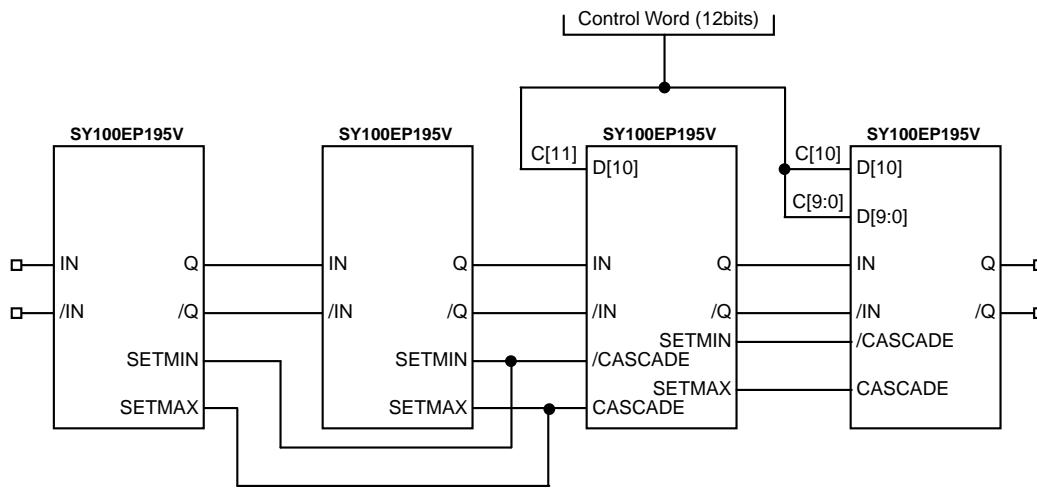 Control Word (12bits)
SY100EP195V
IN
/IN
Q
/Q
SETMIN
SETMAX
SY100EP195V
IN
/IN
Q
/Q
SETMIN
SETMAX
SY100EP195V
C[11]
D[10]
IN
/IN
/CASCADE
CASCADE
Q
/Q
SETMIN
SETMAX
SY100EP195V
C[10]
D[10]
C[9:0]
D[9:0]
IN
/IN
/CASCADE
CASCADE
Q
/Q